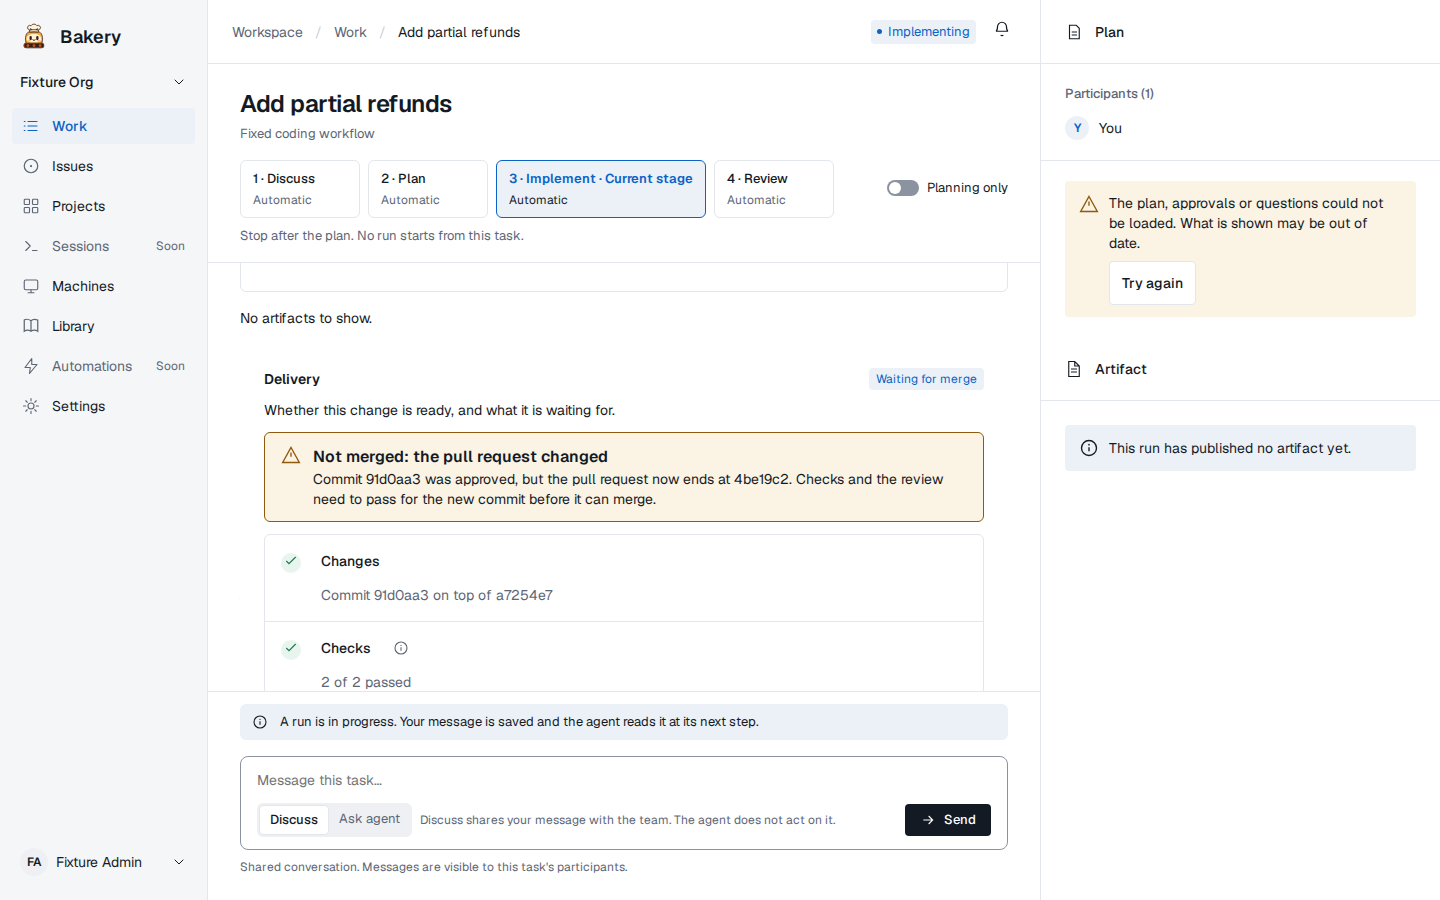 Bakery
Fixture Org
Work
Issues
Projects
Sessions Soon
Machines
Library
Automations Soon
Settings
FA Fixture Admin
Workspace / Work / Add partial refunds
Implementing
Add partial refunds
Fixed coding workflow
1 · Discuss
Automatic
2 · Plan
Automatic
3 · Implement · Current stage
Automatic
4 · Review
Automatic
Planning only
Stop after the plan. No run starts from this task.
No artifacts to show.
Delivery
Waiting for merge
Whether this change is ready, and what it is waiting for.
Not merged: the pull request changed
Commit 91d0aa3 was approved, but the pull request now ends at 4be19c2. Checks and the review
need to pass for the new commit before it can merge.
Changes
Commit 91d0aa3 on top of a7254e7
Checks
2 of 2 passed
A run is in progress. Your message is saved and the agent reads it at its next step.
Message this task...
Discuss
Ask agent
Discuss shares your message with the team. The agent does not act on it.
Send
Shared conversation. Messages are visible to this task's participants.
Plan
Participants (1)
Y You
The plan, approvals or questions could not
be loaded. What is shown may be out of
date.
Try again
Artifact
This run has published no artifact yet.